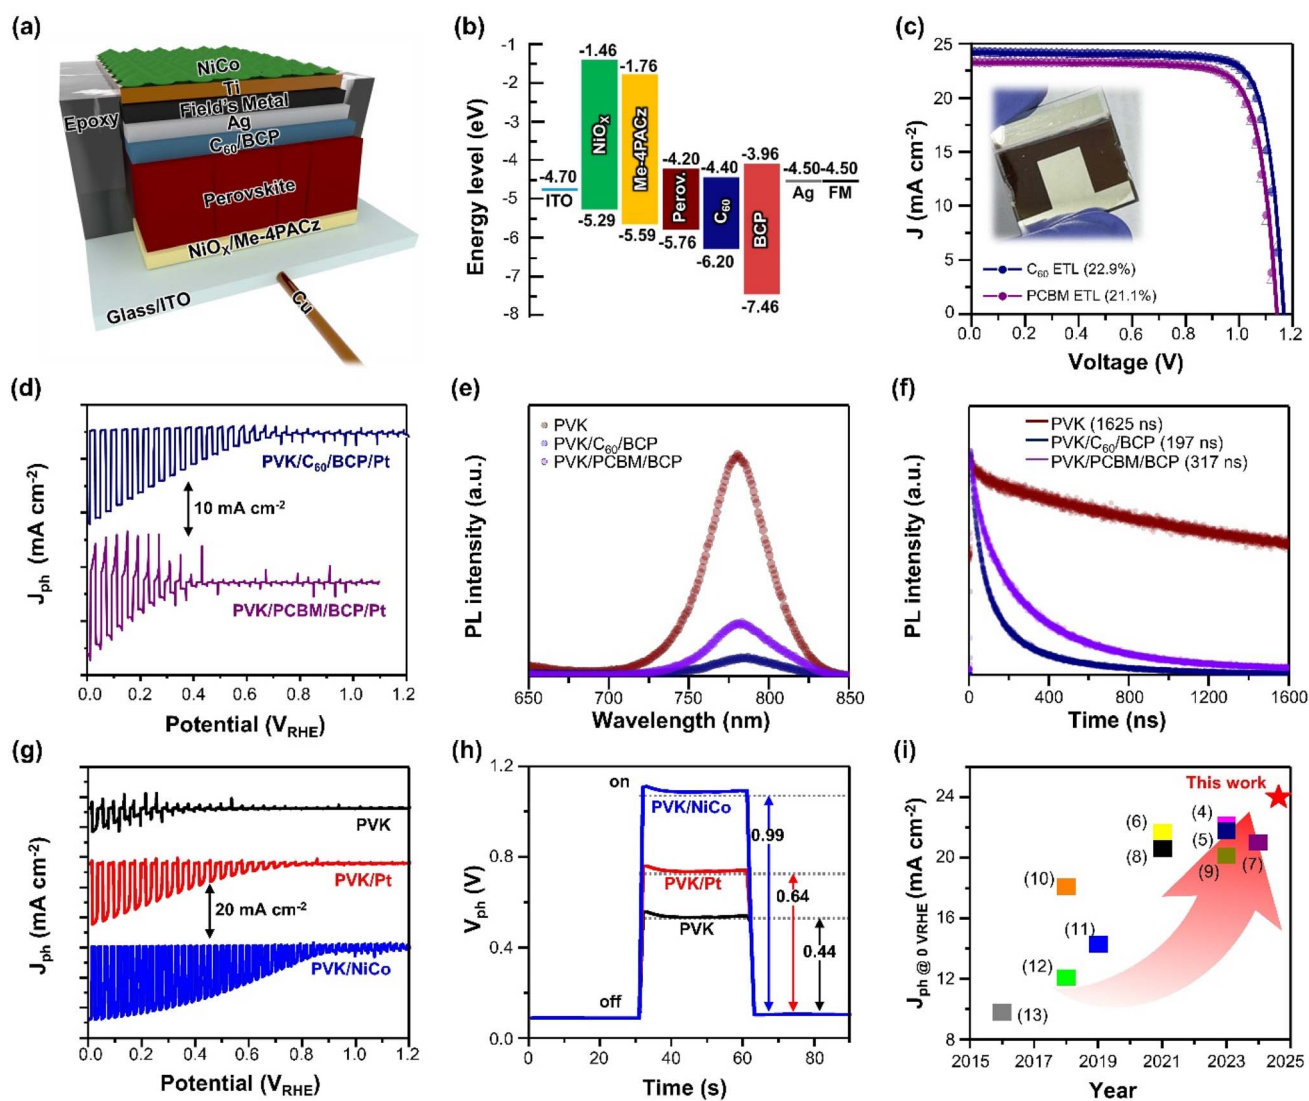 (a)
NiCo
Ti
Field's Metal
Ag
C₆₀/BCP
Epoxy
Perovskite
NiOₓ/Me-4PACz
Glass/ITO
Cu
(b)
Energy level (eV)
-1
-2
-3
-4
-5
-6
-7
-8
-1.46
-1.76
-4.20
-4.40
-3.96
-4.50
-4.50
-4.70
ITO
NiOₓ
Me-4PACz
Perov.
C₆₀
BCP
Ag
FM
-5.29
-5.59
-5.76
-6.20
-7.46
(c)
J (mA cm⁻²)
25
20
15
10
5
0
C₆₀ ETL (22.9%)
PCBM ETL (21.1%)
0.0 0.2 0.4 0.6 0.8 1.0 1.2
Voltage (V)
(d)
Jph (mA cm⁻²)
PVK/C₆₀/BCP/Pt
10 mA cm⁻²
PVK/PCBM/BCP/Pt
0.0 0.2 0.4 0.6 0.8 1.0 1.2
Potential (VRHE)
(e)
PL intensity (a.u.)
PVK
PVK/C₆₀/BCP
PVK/PCBM/BCP
650 700 750 800 850
Wavelength (nm)
(f)
PL intensity (a.u.)
PVK (1625 ns)
PVK/C₆₀/BCP (197 ns)
PVK/PCBM/BCP (317 ns)
0 400 800 1200 1600
Time (ns)
(g)
Jph (mA cm⁻²)
PVK
PVK/Pt
20 mA cm⁻²
PVK/NiCo
0.0 0.2 0.4 0.6 0.8 1.0 1.2
Potential (VRHE)
(h)
Vph (V)
1.2
0.8
0.4
0.0
on
PVK/NiCo
0.99
PVK/Pt
0.64
PVK
0.44
off
0 20 40 60 80
Time (s)
(i)
Jph @ 0 VRHE (mA cm⁻²)
24
20
16
12
8
This work
(4)
(6)
(5)
(8)
(9)
(7)
(10)
(11)
(12)
(13)
2015 2017 2019 2021 2023 2025
Year